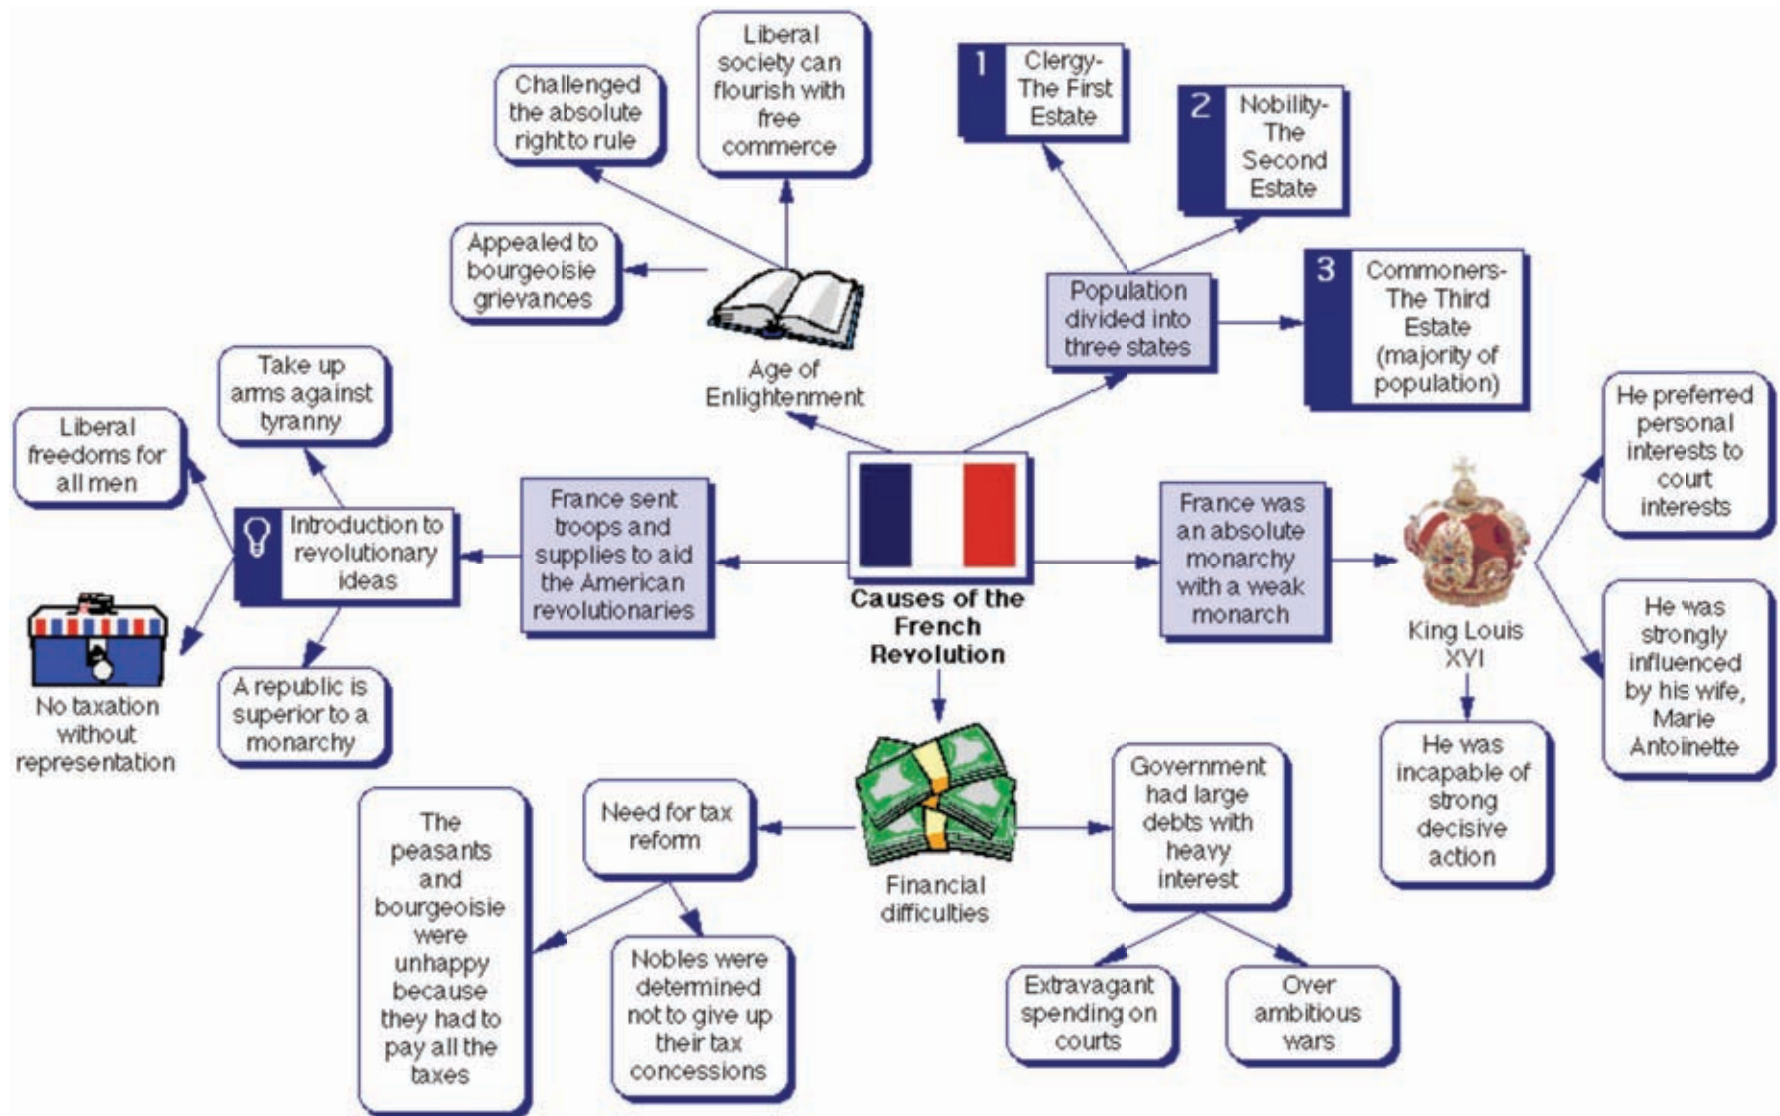 Liberal
society can
flourish with
free
commerce
Challenged
the absolute
right to rule
Appealed to
bourgeoisie
grievances
Age of
Enlightenment
1
Clergy-
The First
Estate
2
Nobility-
The
Second
Estate
3
Commoners-
The Third
Estate
(majority of
population)
Population
divided into
three states
Take up
arms against
tyranny
Liberal
freedoms for
all men
Introduction to
revolutionary
ideas
No taxation
without
representation
A republic is
superior to a
monarchy
France sent
troops and
supplies to aid
the American
revolutionaries
Causes of the
French
Revolution
France was
an absolute
monarchy
with a weak
monarch
King Louis
XVI
He preferred
personal
interests to
court
interests
He was
strongly
influenced
by his wife,
Marie
Antoinette
He was
incapable of
strong
decisive
action
Financial
difficulties
Need for tax
reform
The
peasants
and
bourgeoisie
were
unhappy
because
they had to
pay all the
taxes
Nobles were
determined
not to give up
their tax
concessions
Government
had large
debts with
heavy
interest
Extravagant
spending on
courts
Over
ambitious
wars